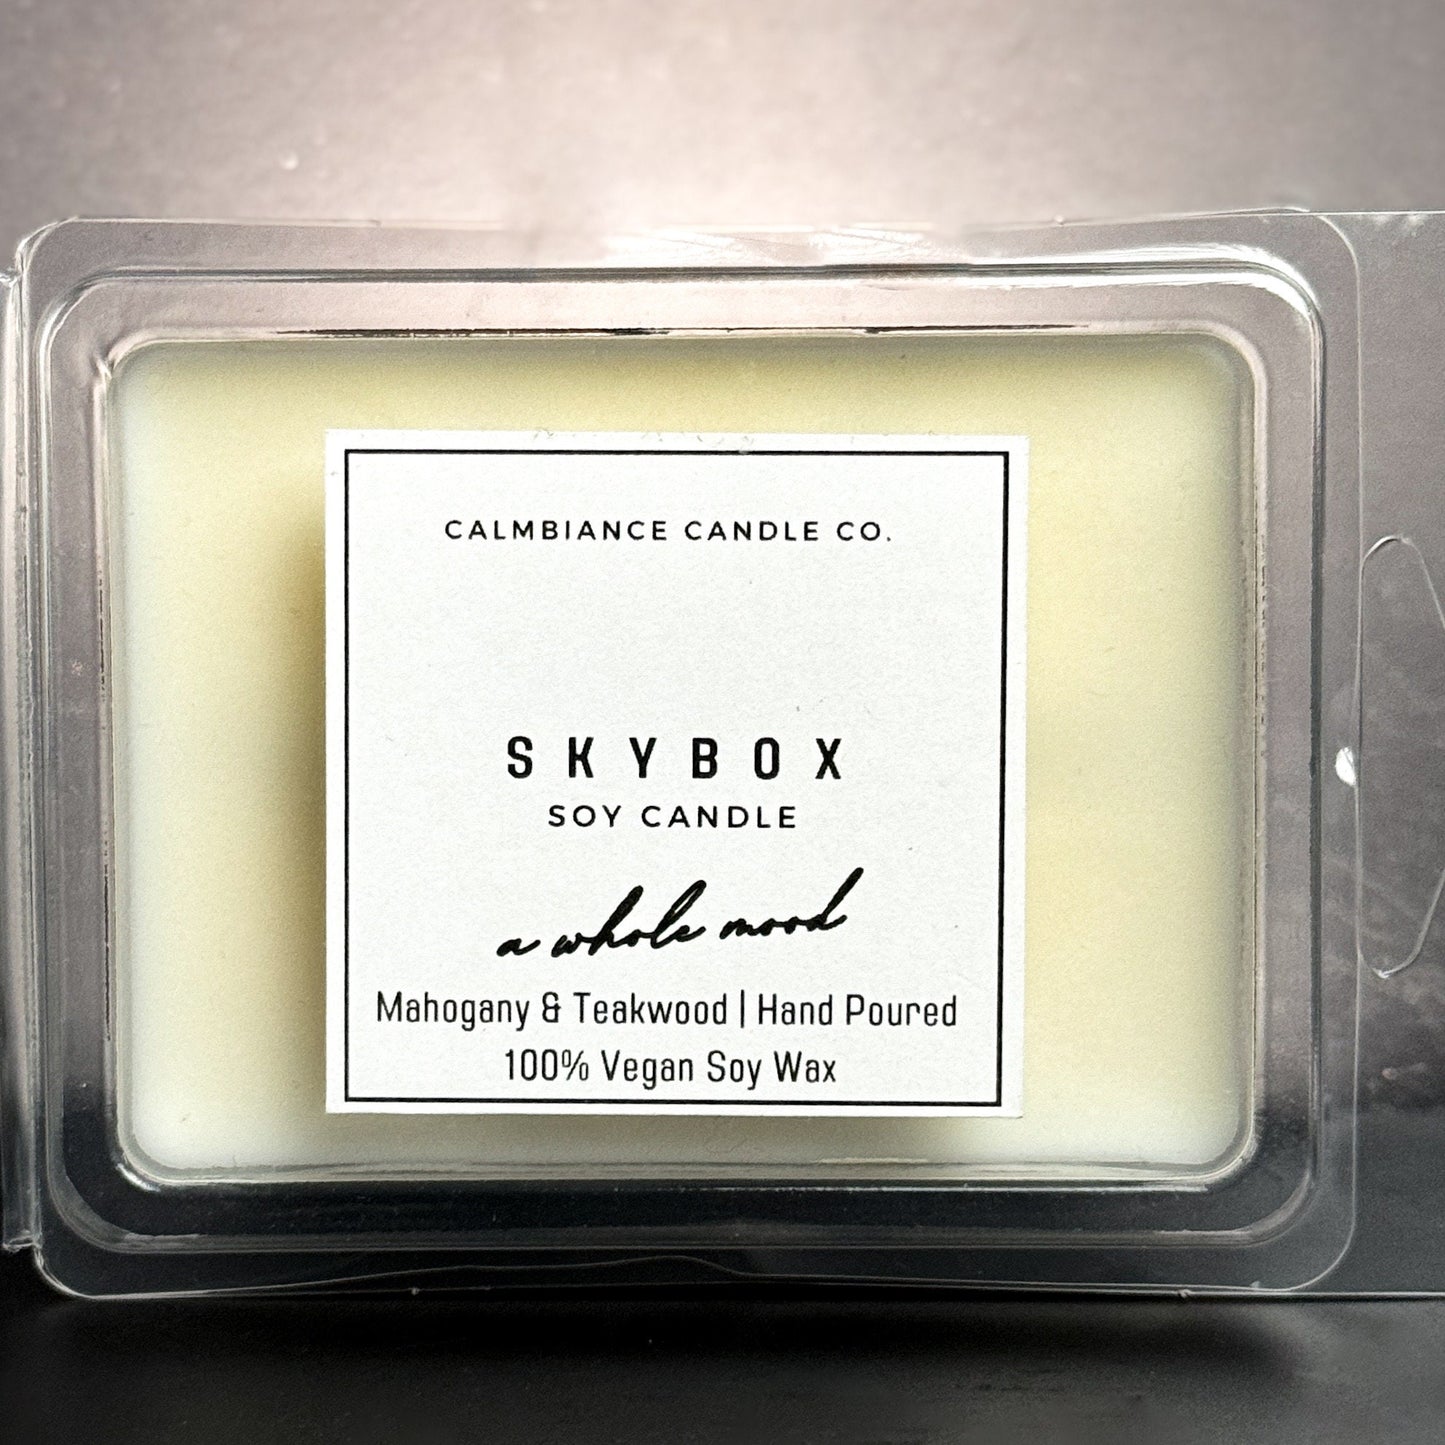 CALMBIANCE CANDLE CO.
SKYBOX
SOY CANDLE
a whole mood
Mahogany & Teakwood | Hand Poured
100% Vegan Soy Wax